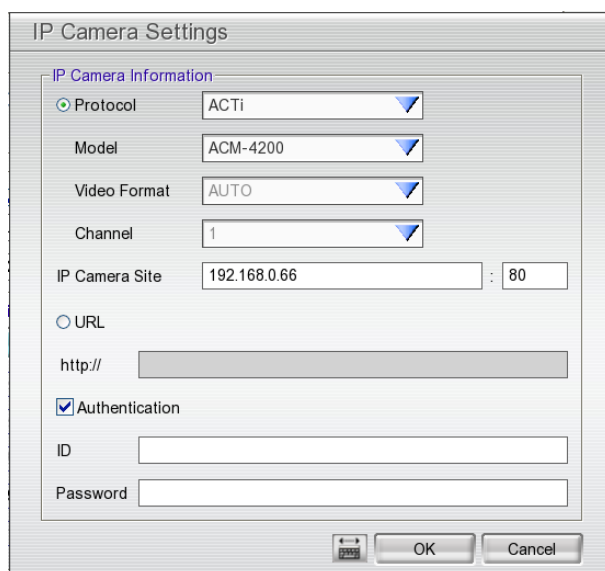 IP Camera Settings
IP Camera Information
Protocol ACTi
Model ACM-4200
Video Format AUTO
Channel 1
IP Camera Site 192.168.0.66 : 80
URL
http://
Authentication
ID
Password
OK Cancel